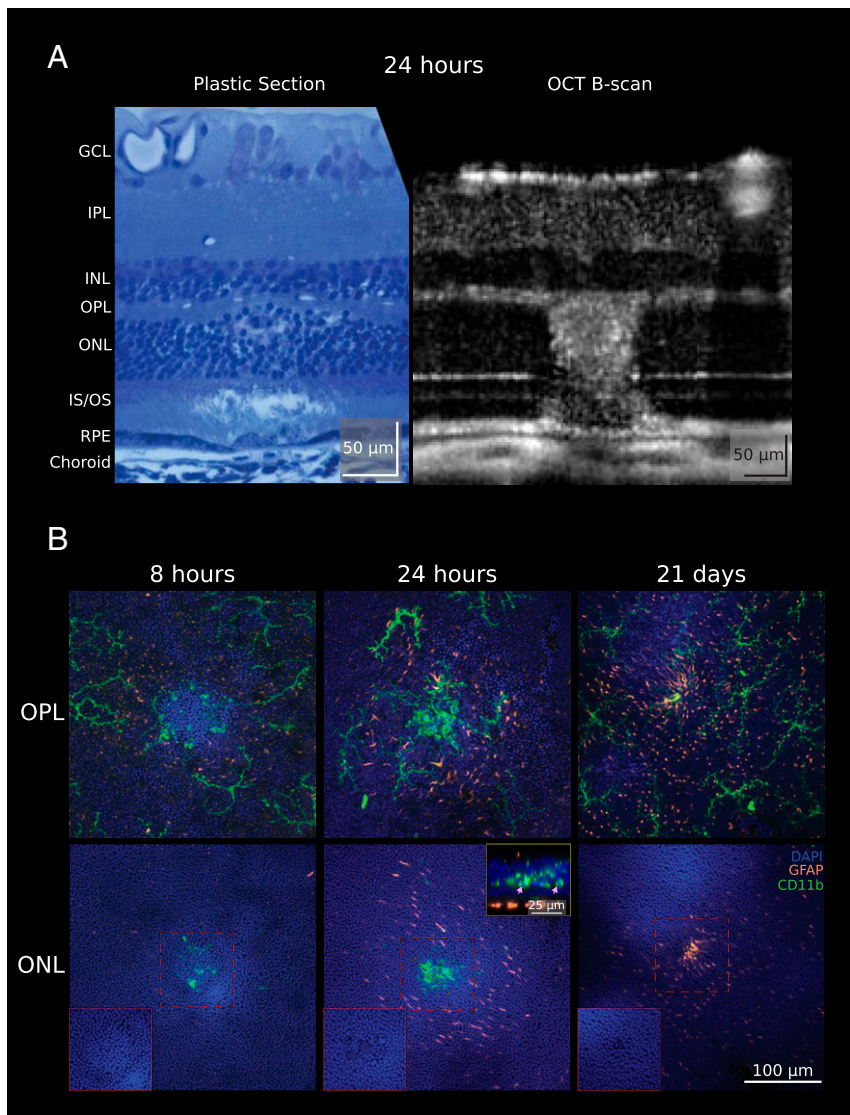 A
24 hours
Plastic Section
OCT B-scan
GCL
IPL
INL
OPL
ONL
IS/OS
RPE
Choroid
50 µm
50 µm
B
8 hours
24 hours
21 days
OPL
ONL
25 µm
DAPI
GFAP
CD11b
100 µm